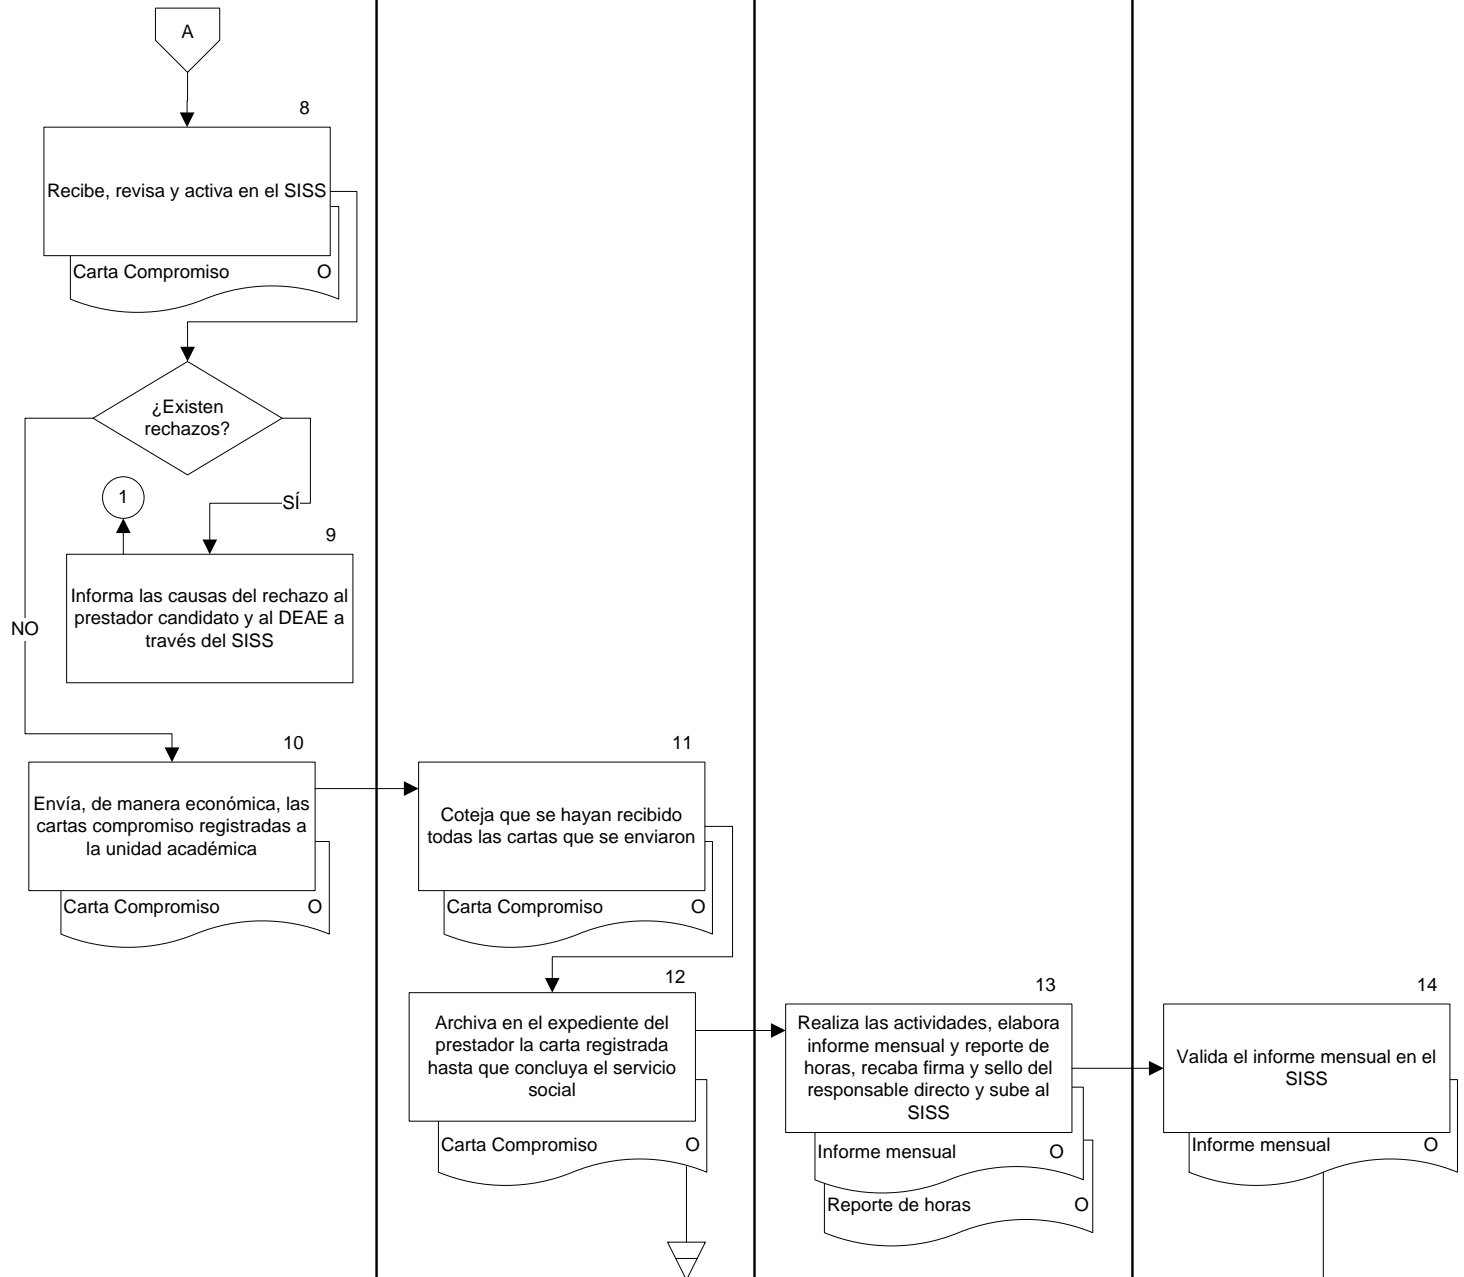 A
8
Recibe, revisa y activa en el SISS
Carta Compromiso O
¿Existen
rechazos?
1
SÍ
9
Informa las causas del rechazo al
prestador candidato y al DEAE a
través del SISS
NO
10
Envía, de manera económica, las
cartas compromiso registradas a
la unidad académica
Carta Compromiso O
11
Coteja que se hayan recibido
todas las cartas que se enviaron
Carta Compromiso O
12
Archiva en el expediente del
prestador la carta registrada
hasta que concluya el servicio
social
Carta Compromiso O
13
Realiza las actividades, elabora
informe mensual y reporte de
horas, recaba firma y sello del
responsable directo y sube al
SISS
Informe mensual O
Reporte de horas O
14
Valida el informe mensual en el
SISS
Informe mensual O